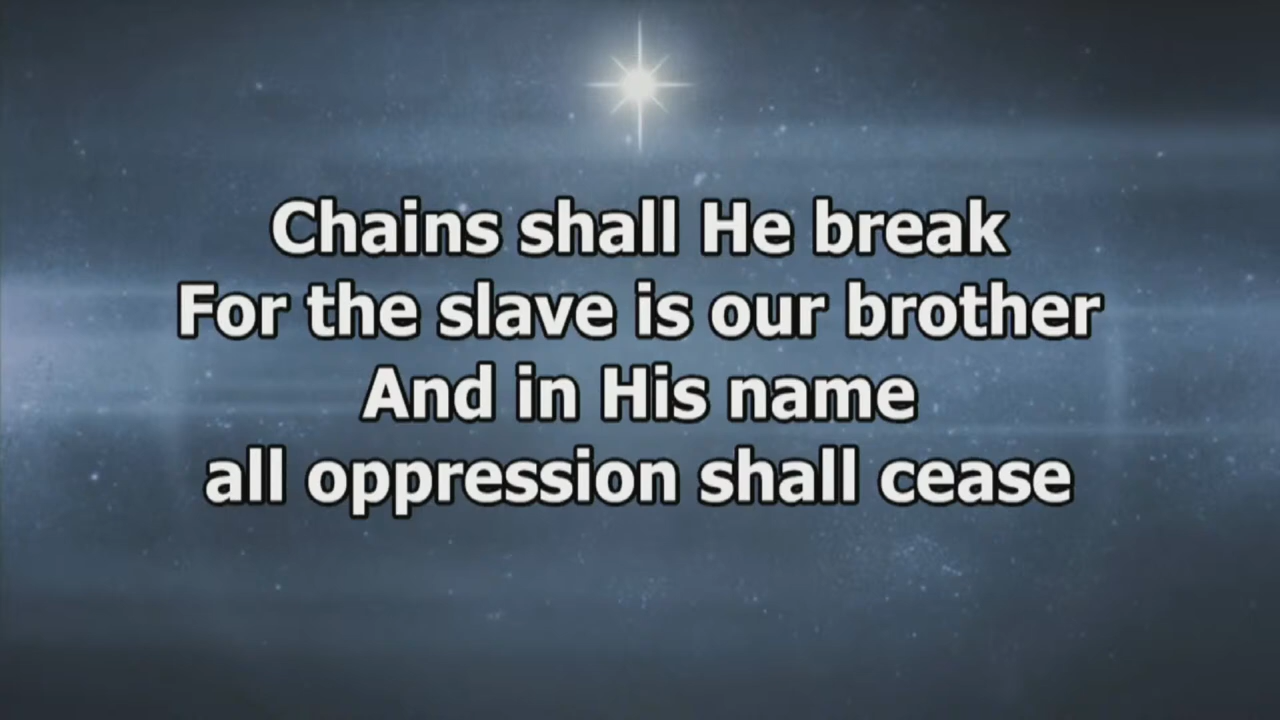 Chains shall He break
For the slave is our brother
And in His name
all oppression shall cease